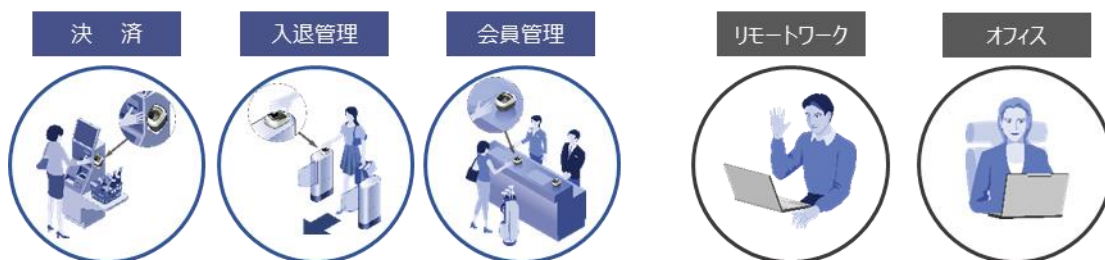 決　済
入退管理
会員管理
リモートワーク
オフィス